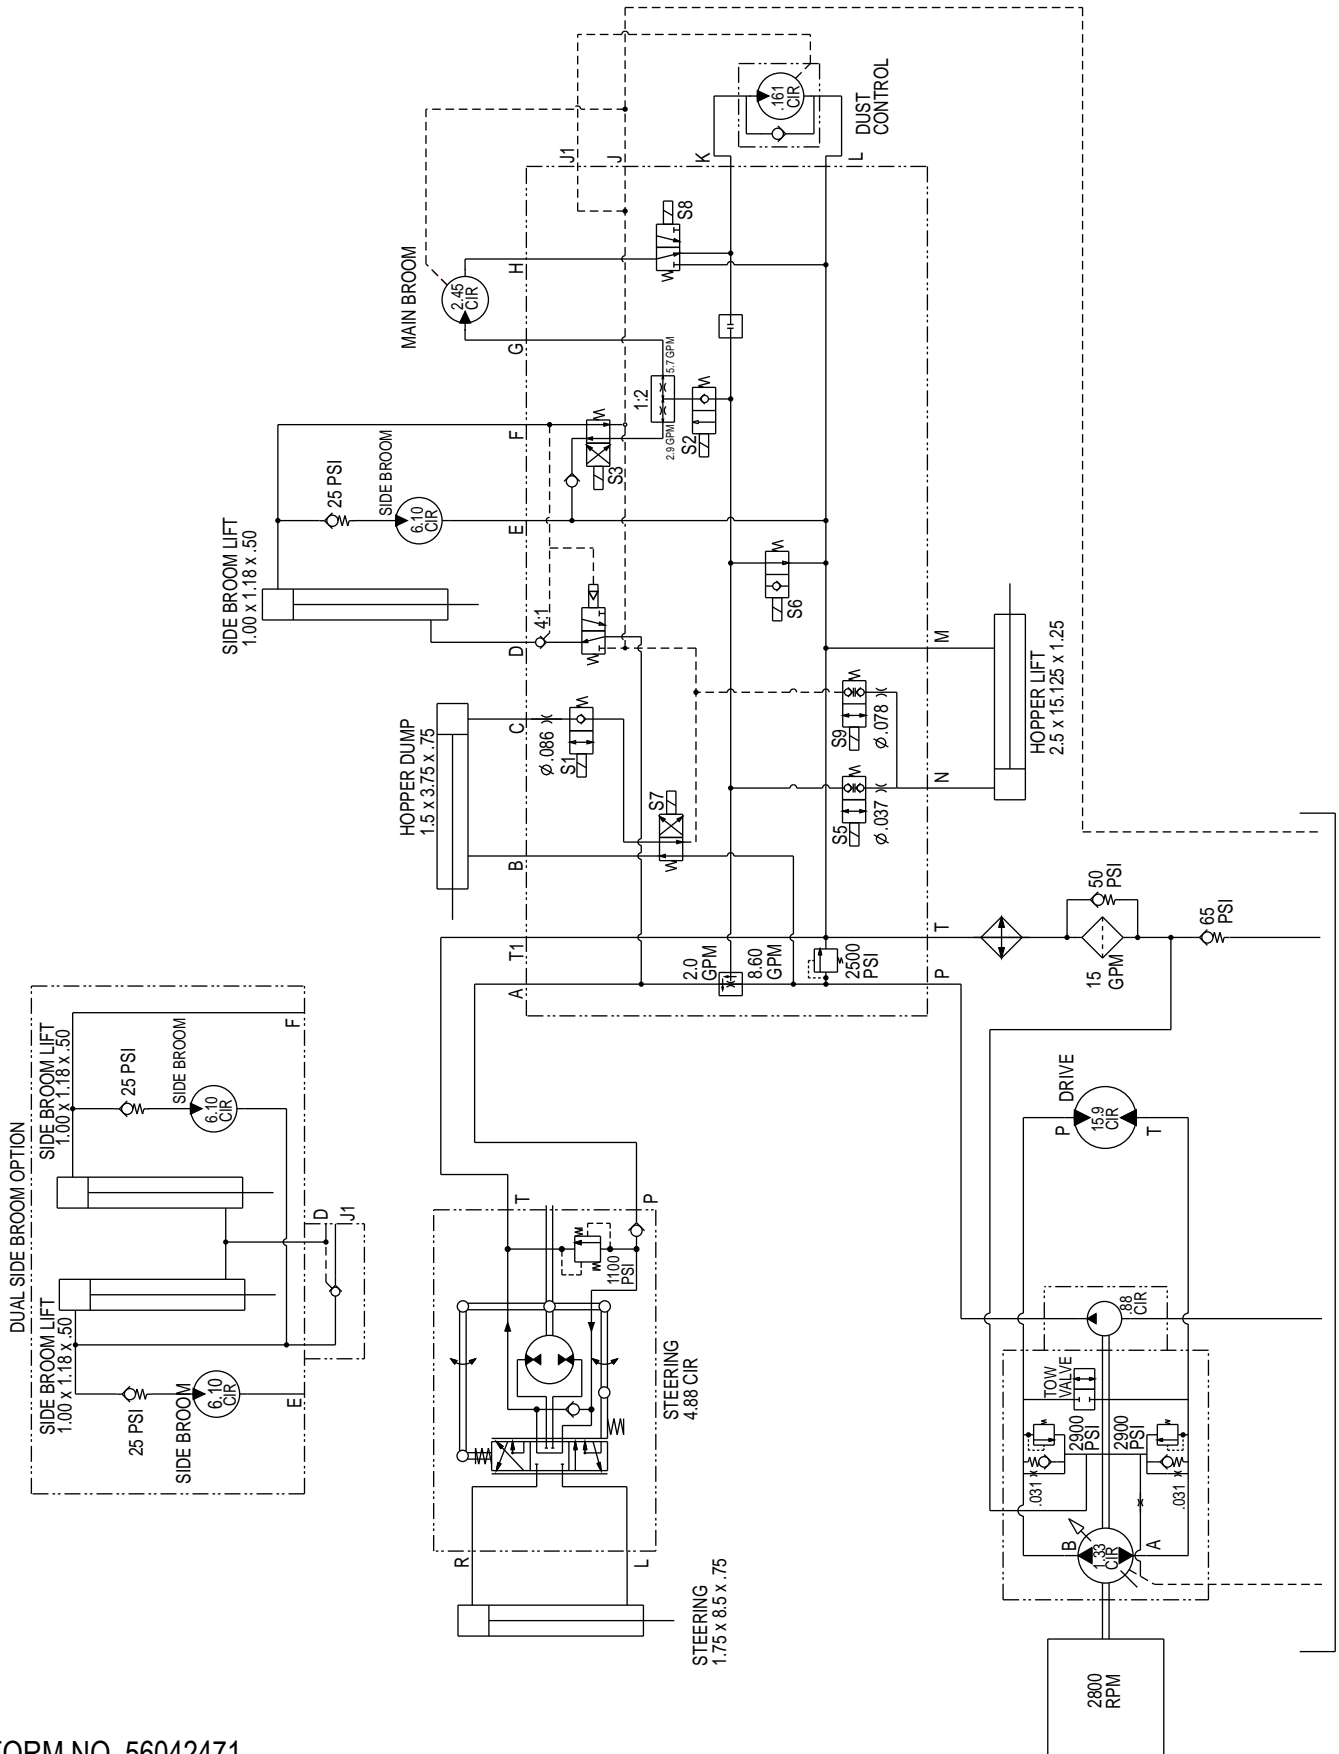 DUAL SIDE BROOM OPTION
SIDE BROOM LIFT
1.00 x 1.18 x .50
25 PSI
SIDE BROOM
6.10
CIR
F
SIDE BROOM LIFT
1.00 x 1.18 x .50
25 PSI
SIDE BROOM
6.10
CIR
E
D
J1
SIDE BROOM LIFT
1.00 x 1.18 x .50
25 PSI
SIDE BROOM
6.10
CIR
MAIN BROOM
2.45
CIR
HOPPER DUMP
1.5 x 3.75 x .75
DUST
CONTROL
.161
CIR
J1
J
K
L
H
G
F
E
D
C
B
T1
A
S8
5.7 GPM
1:2
2.9 GPM
S2
S3
4:1
S6
Ø.086
S1
S7
S9
Ø.078
S5
Ø.037
2.0
GPM
8.60
GPM
2500
PSI
M
N
T
P
HOPPER LIFT
2.5 x 15.125 x 1.25
50
PSI
15
GPM
65
PSI
T
P
1100
PSI
STEERING
4.88 CIR
R
L
STEERING
1.75 x 8.5 x .75
DRIVE
P
15.9
CIR
T
.88
CIR
TOW
VALVE
2900
PSI
2900
PSI
.031
.031
B
1.33
CIR
A
2800
RPM
FORM NO. 56042471